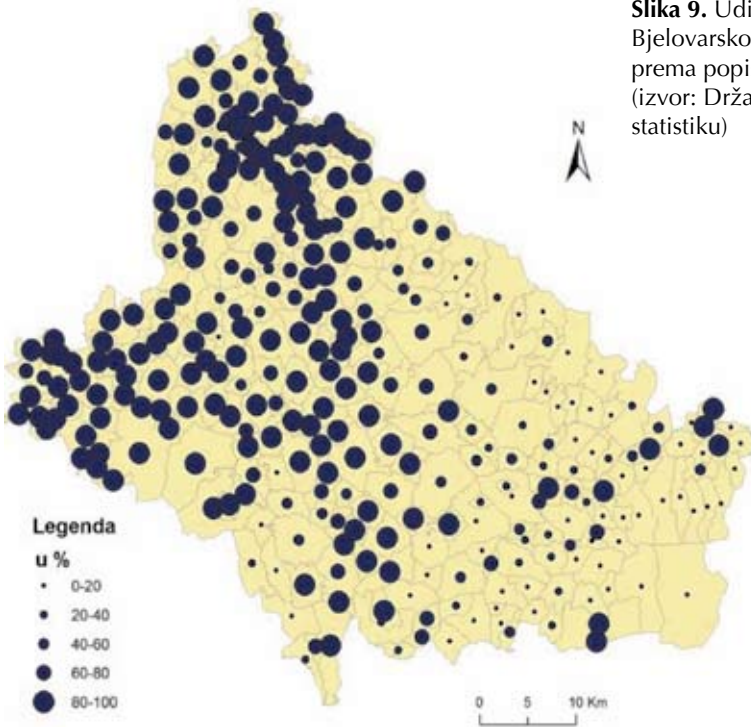 Slika 9. Udi
Bjelovarsko
prema popi
(izvor: Drža
statistiku)
N
Legenda
u %
0-20
20-40
40-60
60-80
80-100
0 5 10 Km